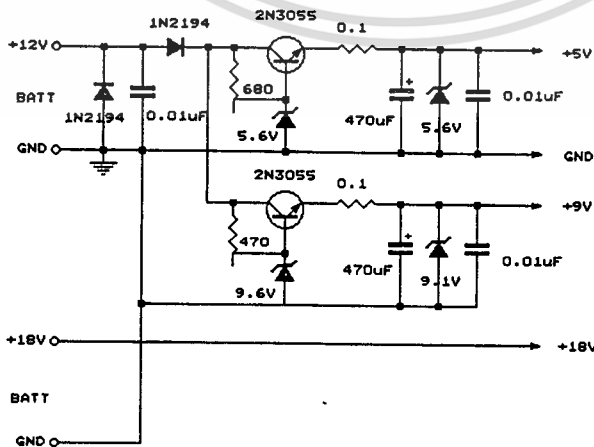 1N2194
2N3055
0.1
+12V
+5V
BATT
680
1N2194
0.01uF
5.6V
470uF
5.6V
0.01uF
GND
GND
2N3055
0.1
+9V
470
9.6V
470uF
9.1V
0.01uF
+18V
+18V
BATT
GND